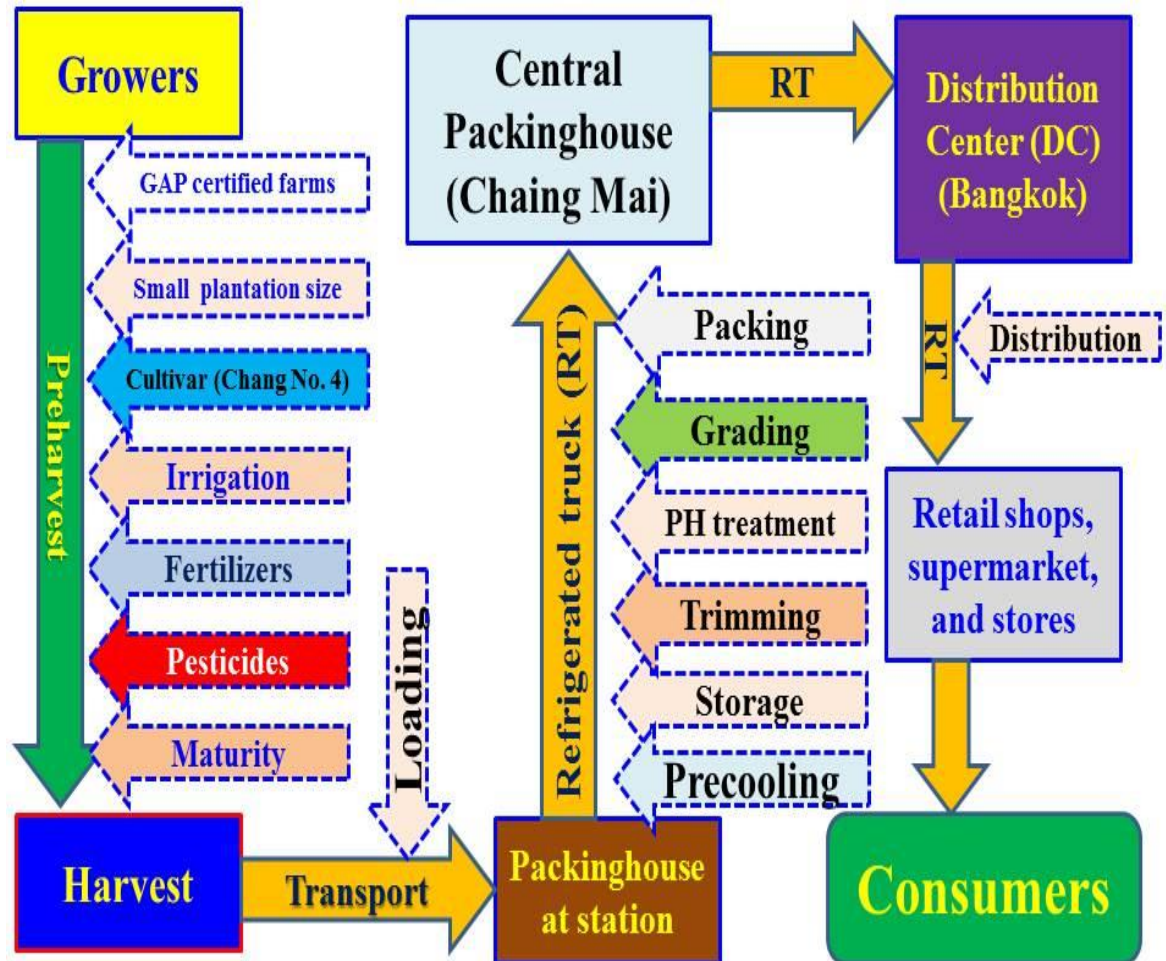 Growers
Preharvest
GAP certified farms
Small plantation size
Cultivar (Chang No. 4)
Irrigation
Fertilizers
Pesticides
Maturity
Harvest
Transport
Loading
Packinghouse
at station
Refrigerated truck (RT)
Precooling
Storage
Trimming
PH treatment
Grading
Packing
Central
Packinghouse
(Chaing Mai)
RT
Distribution
Center (DC)
(Bangkok)
RT
Distribution
Retail shops,
supermarket,
and stores
Consumers